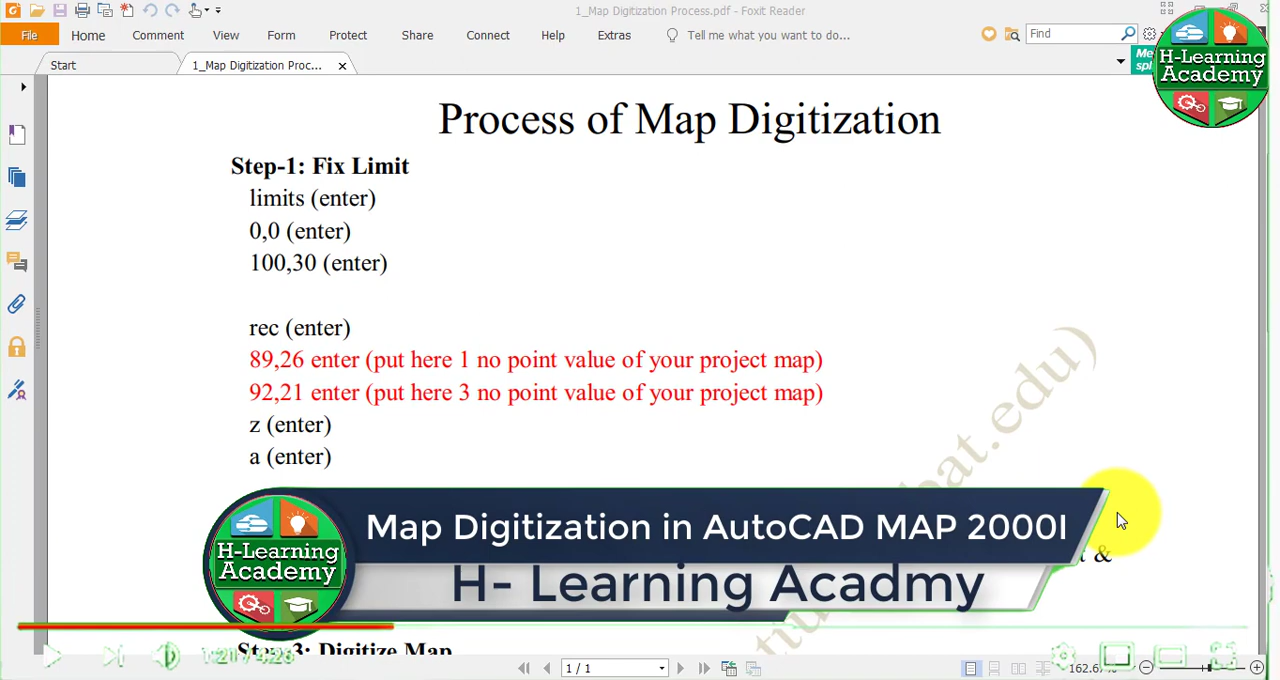 1_Map Digitization Process.pdf - Foxit Reader
File Home Comment View Form Protect Share Connect Help Extras Tell me what you want to do... Find
Start 1_Map Digitization Proc...
H-Learning
Academy
Process of Map Digitization
Step-1: Fix Limit
limits (enter)
0,0 (enter)
100,30 (enter)
rec (enter)
89,26 enter (put here 1 no point value of your project map)
92,21 enter (put here 3 no point value of your project map)
z (enter)
a (enter)
Map Digitization in AutoCAD MAP 2000I
H- Learning Acadmy
H-Learning
Academy
&
Step-3: Digitize Map
1 / 1